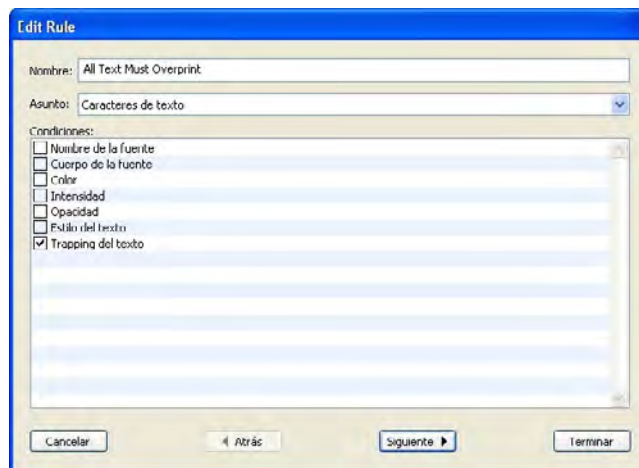 Edit Rule
Nombre: All Text Must Overprint
Asunto: Caracteres de texto
Condiciones:
Nombre de la fuente
Cuerpo de la fuente
Color
Intensidad
Opacidad
Estilo del texto
Trapping del texto
Cancelar Atrás Siguiente Terminar